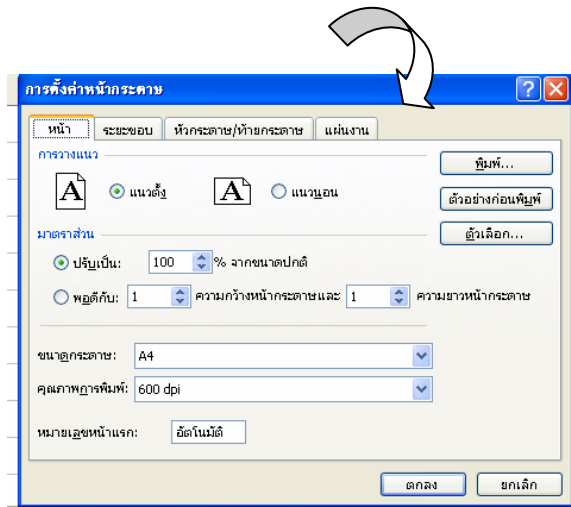 การตั้งค่าหน้ากระดาษ
หน้า ระยะขอบ หัวกระดาษ/ท้ายกระดาษ แผ่นงาน
การวางแนว
พิมพ์...
A แนวตั้ง A แนวนอน
ตัวอย่างก่อนพิมพ์
มาตราส่วน
ตัวเลือก...
ปรับเป็น: 100 % จากขนาดปกติ
พอดีกับ: 1 ความกว้างหน้ากระดาษและ 1 ความยาวหน้ากระดาษ
ขนาดกระดาษ: A4
คุณภาพการพิมพ์: 600 dpi
หมายเลขหน้าแรก: อัตโนมัติ
ตกลง ยกเลิก